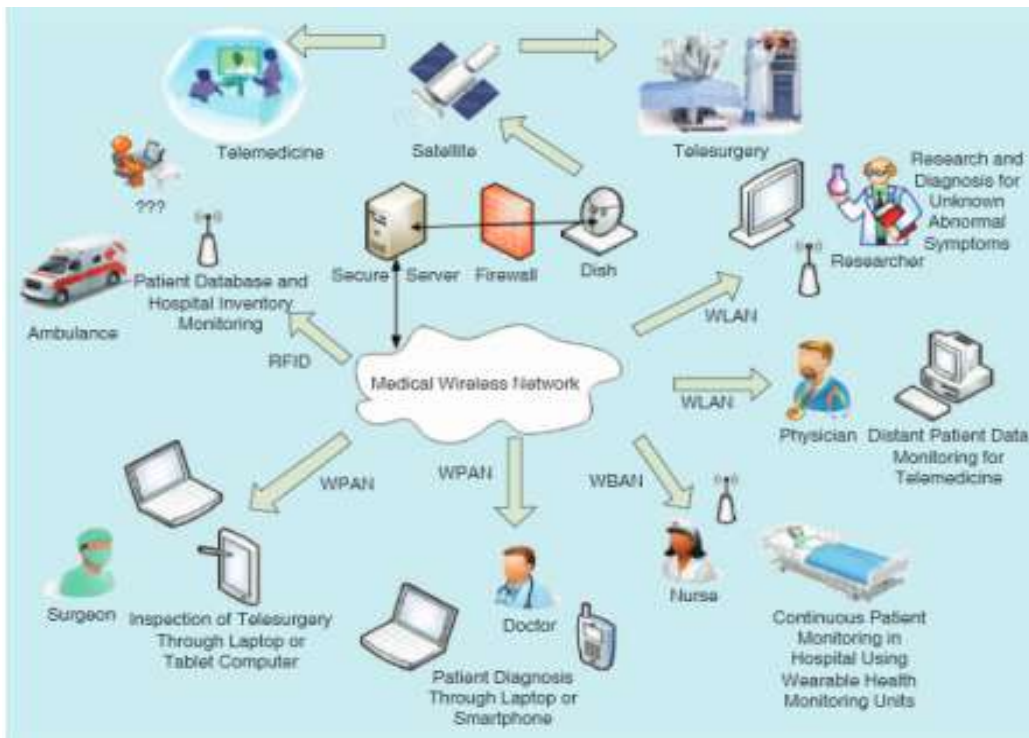 Telemedicine
Satellite
Telesurgery
Research and
Diagnosis for
Unknown
Abnormal
Symptoms
???
Secure Server
Firewall
Dish
Researcher
Patient Database and
Hospital Inventory
Monitoring
Ambulance
RFID
WLAN
Medical Wireless Network
WLAN
Physician
Distant Patient Data
Monitoring for
Telemedicine
WPAN
WPAN
WBAN
Surgeon
Inspection of Telesurgery
Through Laptop or
Tablet Computer
Doctor
Patient Diagnosis
Through Laptop or
Smartphone
Nurse
Continuous Patient
Monitoring in
Hospital Using
Wearable Health
Monitoring Units